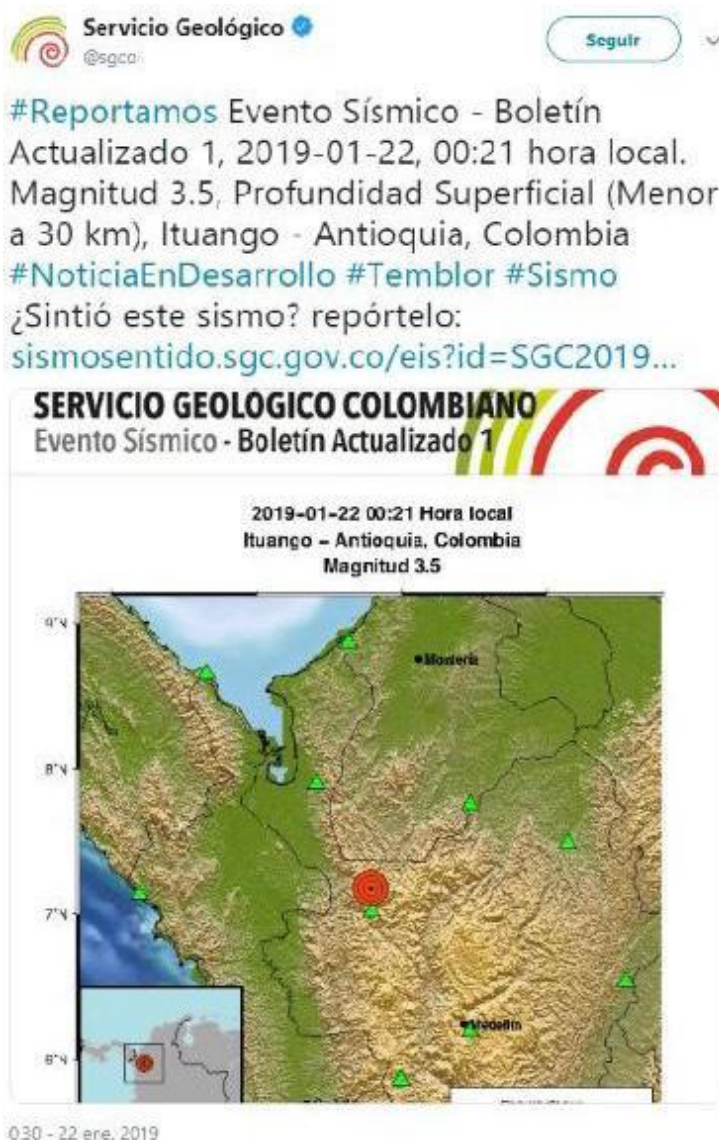 Servicio Geológico
@sgcol
Seguir
#Reportamos Evento Sísmico - Boletín
Actualizado 1, 2019-01-22, 00:21 hora local.
Magnitud 3.5, Profundidad Superficial (Menor
a 30 km), Ituango - Antioquia, Colombia
#NoticiaEnDesarrollo #Temblor #Sismo
¿Sintió este sismo? repórtelo:
sismosentido.sgc.gov.co/eis?id=SGC2019...
SERVICIO GEOLÓGICO COLOMBIANO
Evento Sísmico - Boletín Actualizado 1
2019-01-22 00:21 Hora local
Ituango - Antioquia, Colombia
Magnitud 3.5
9°N
Montería
8°N
7°N
Medellín
6°N
0:30 - 22 ene. 2019